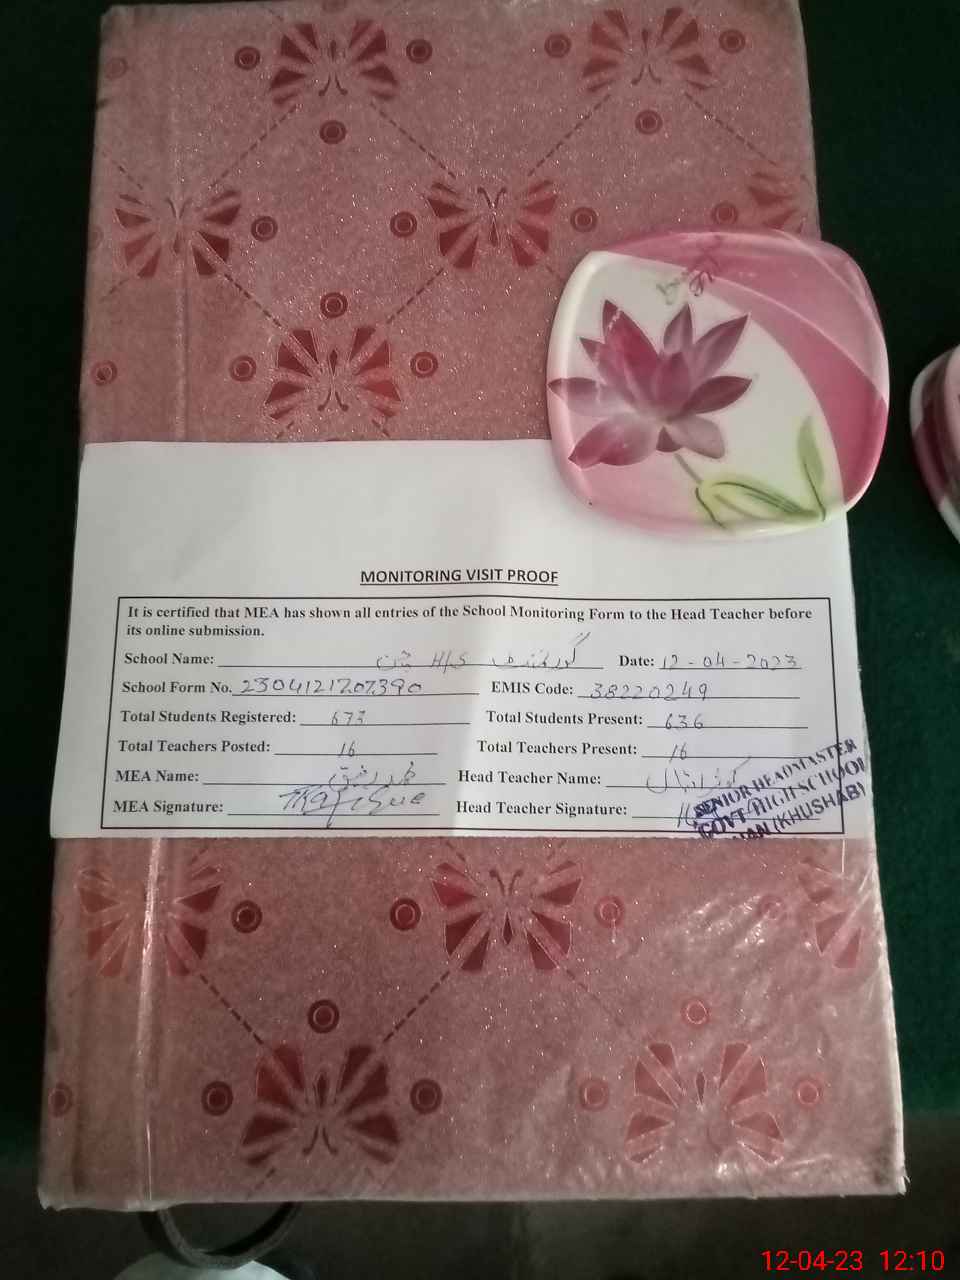 MONITORING VISIT PROOF
It is certified that MEA has shown all entries of the School Monitoring Form to the Head Teacher before
its online submission.
School Name: گورنمنٹ H/S Date: 12-04-2023
School Form No. 2304121207390 EMIS Code: 38220249
Total Students Registered: 673 Total Students Present: 636
Total Teachers Posted: 16 Total Teachers Present: 16
MEA Name: Head Teacher Name:
MEA Signature: Head Teacher Signature:
SENIOR HEADMASTER
GOVT. HIGH SCHOOL
(KHUSHAB)
12-04-23 12:10